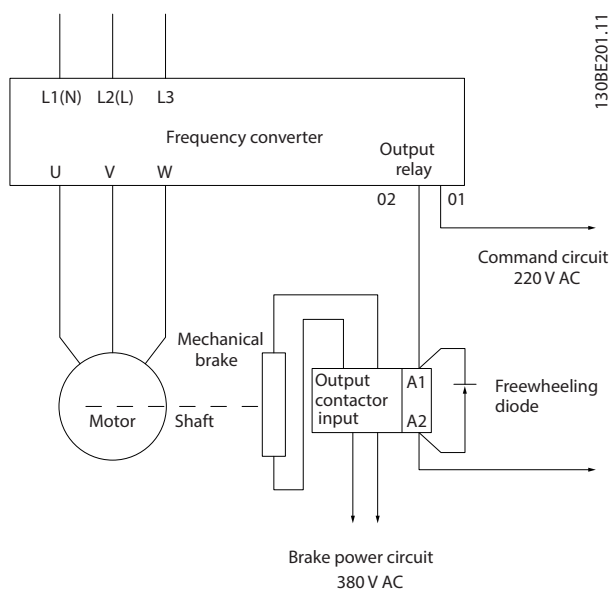 130BE201.11
L1(N) L2(L) L3
Frequency converter
Output
relay
U V W
02 01
Command circuit
220 V AC
Mechanical
brake
Output
contactor
input
A1
A2
Freewheeling
diode
Motor Shaft
Brake power circuit
380 V AC